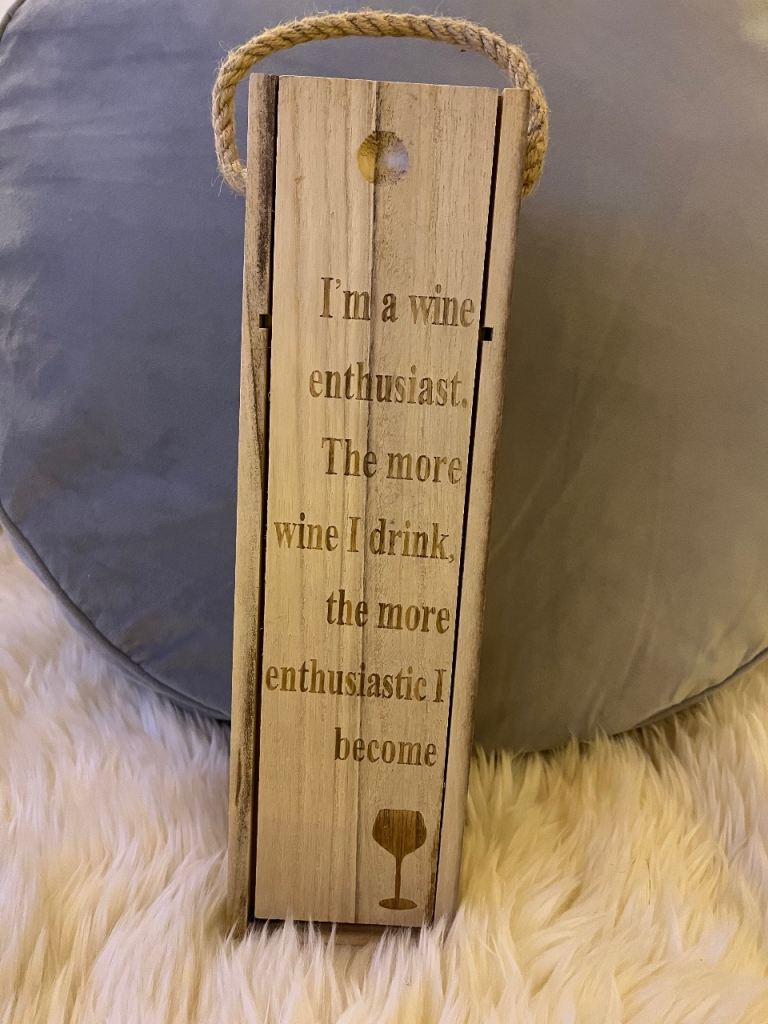 I'm a wine
enthusiast.
The more
wine I drink,
the more
enthusiastic I
become